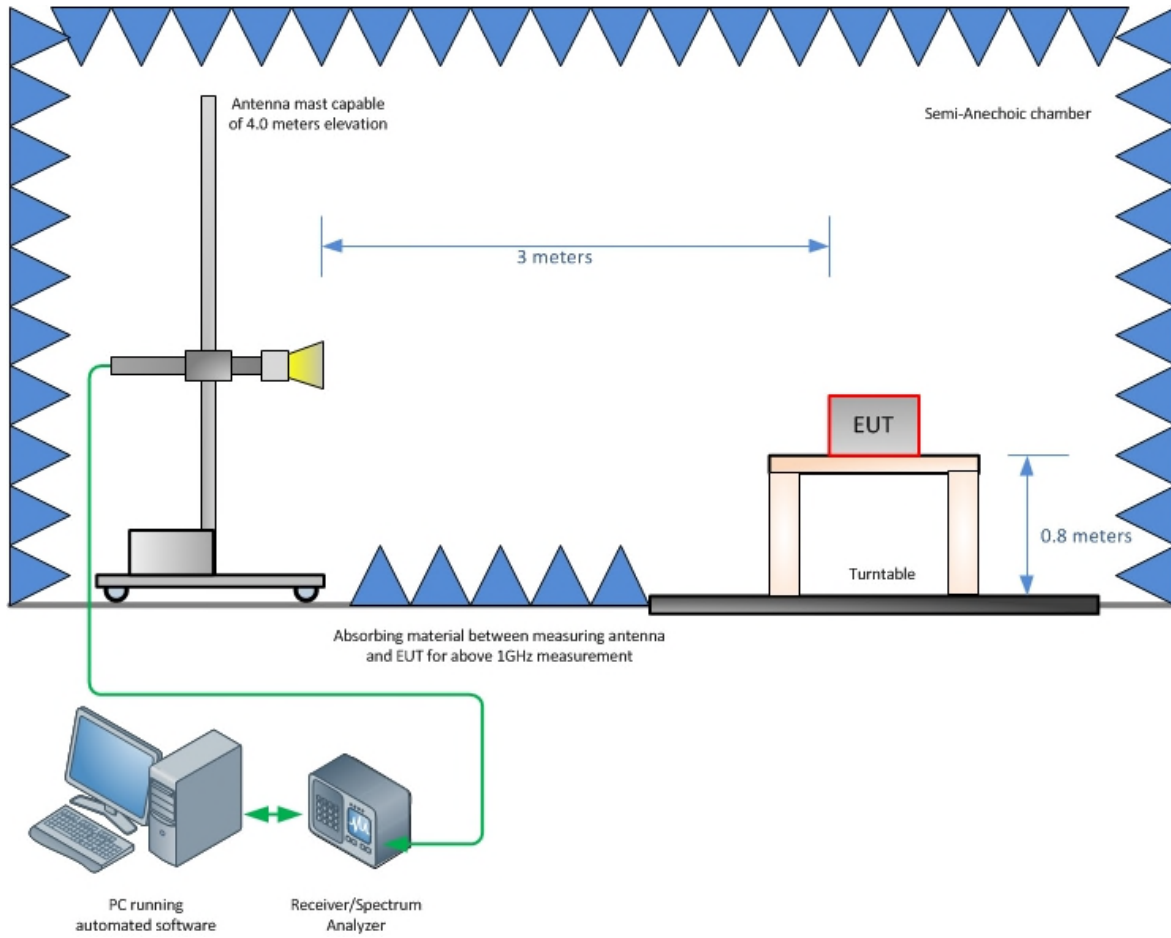 Antenna mast capable
of 4.0 meters elevation
Semi-Anechoic chamber
3 meters
EUT
0.8 meters
Turntable
Absorbing material between measuring antenna
and EUT for above 1GHz measurement
PC running
automated software
Receiver/Spectrum
Analyzer